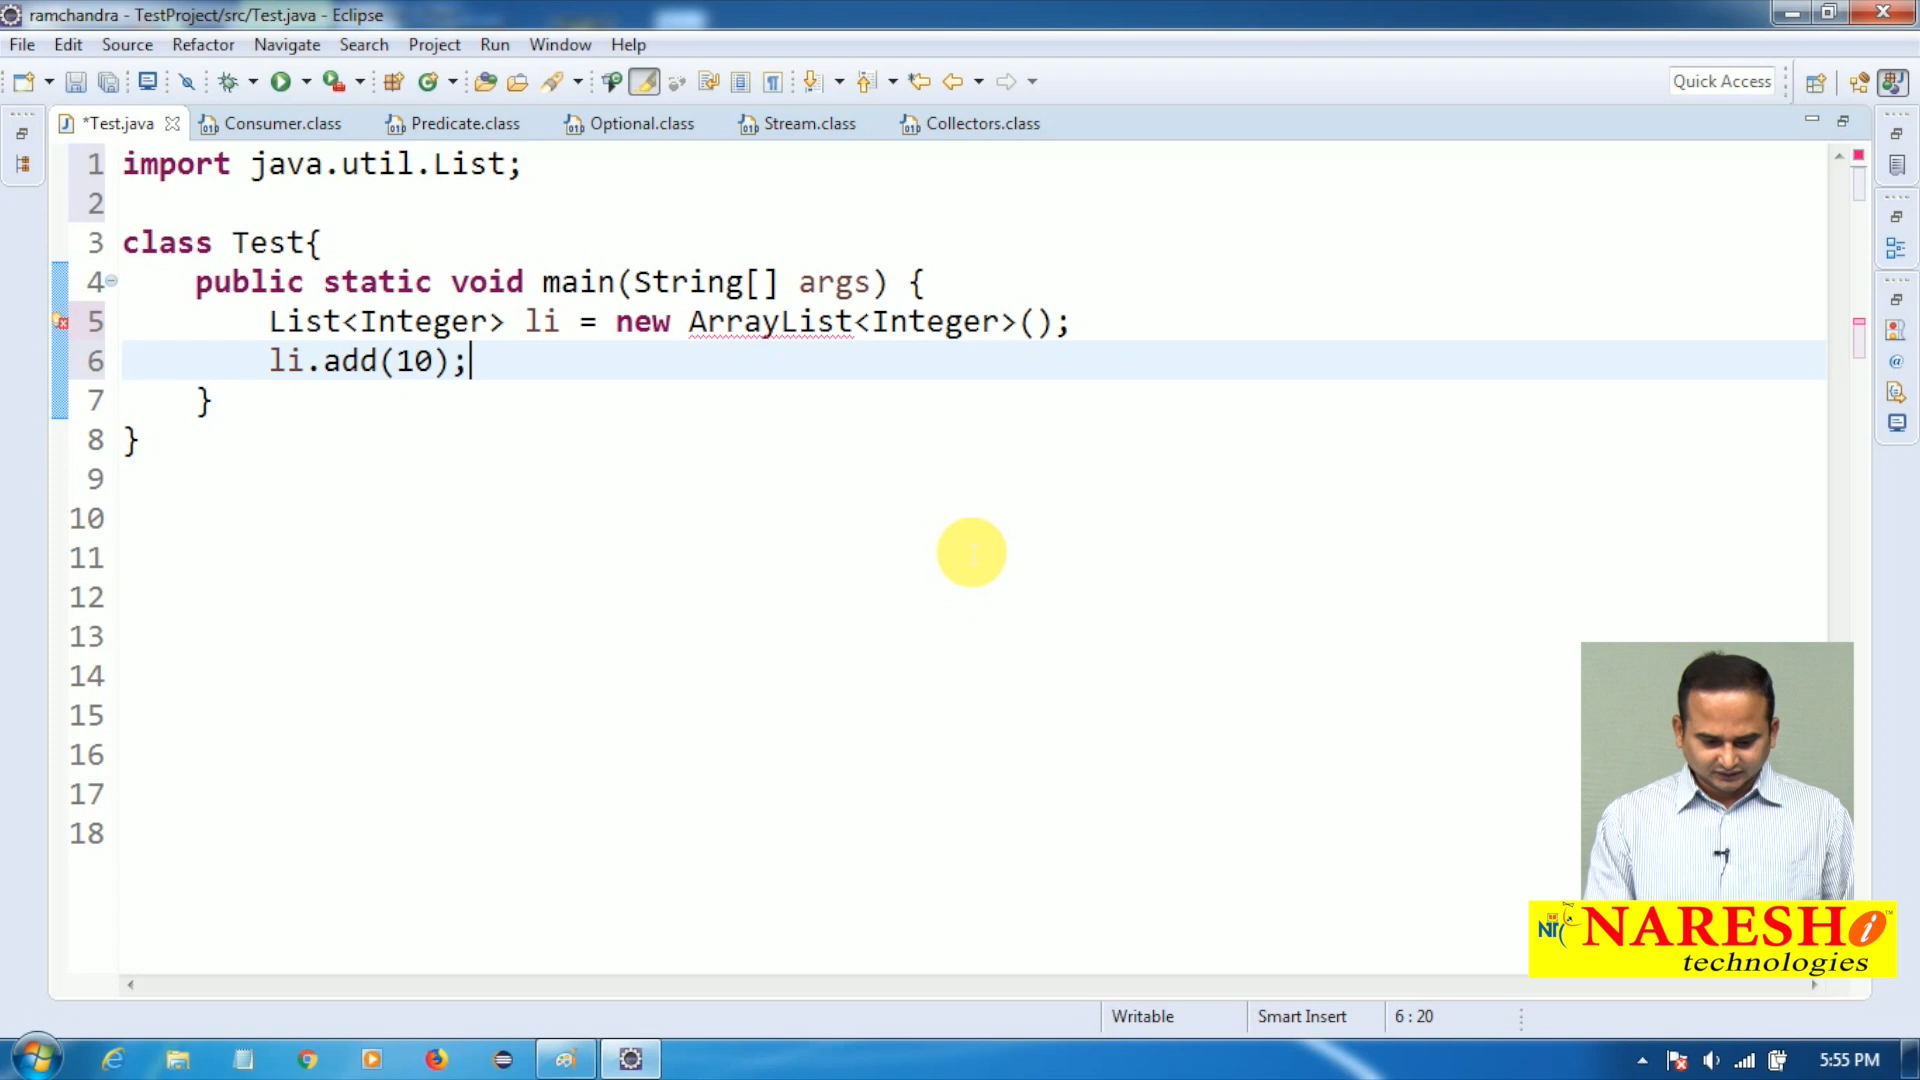 ramchandra - TestProject/src/Test.java - Eclipse
File Edit Source Refactor Navigate Search Project Run Window Help
Quick Access
*Test.java Consumer.class Predicate.class Optional.class Stream.class Collectors.class
1 import java.util.List;
2
3 class Test{
4 public static void main(String[] args) {
5 List<Integer> li = new ArrayList<Integer>();
6 li.add(10);
7 }
8 }
9
10
11
12
13
14
15
16
17
18
NARESH i
technologies
Writable Smart Insert 6 : 20
5:55 PM